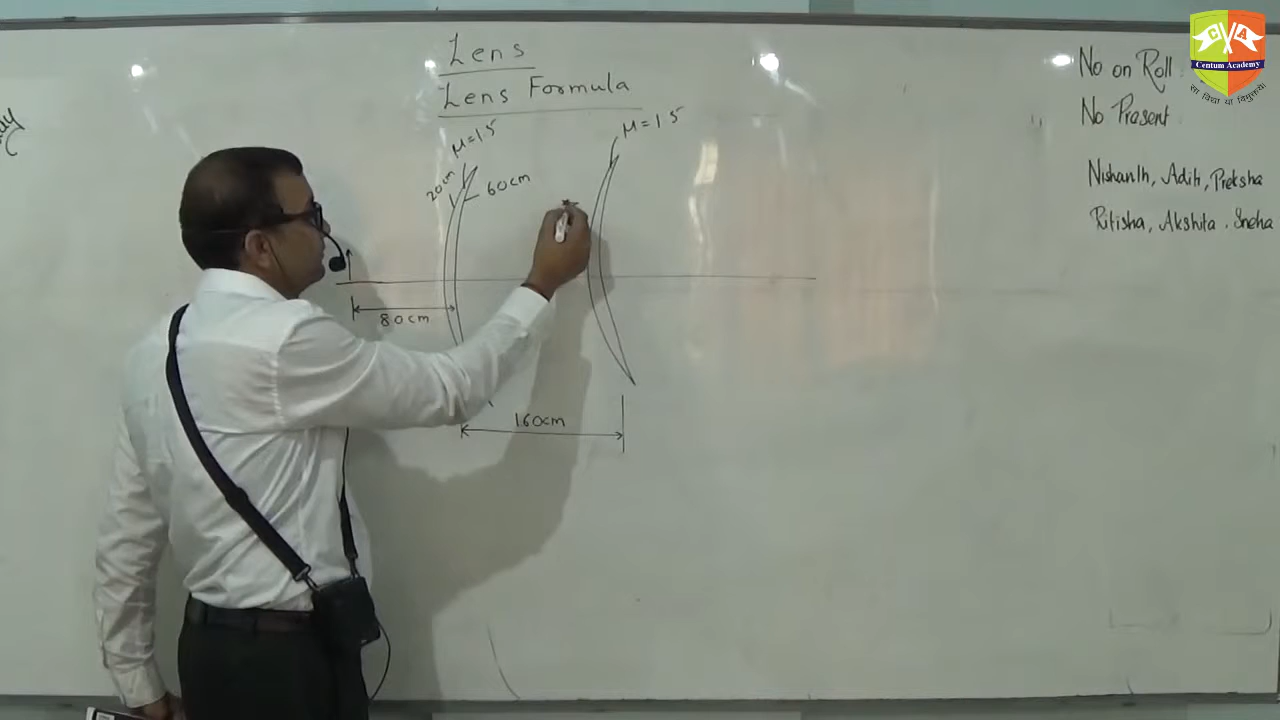 Lens
Lens Formula
μ=1.5
μ=1.5
20cm
60cm
80cm
160cm
No on Roll
No Present
Nishanth, Aditi, Preksha
Ritisha, Akshita. Sneha
CA
Centum Academy